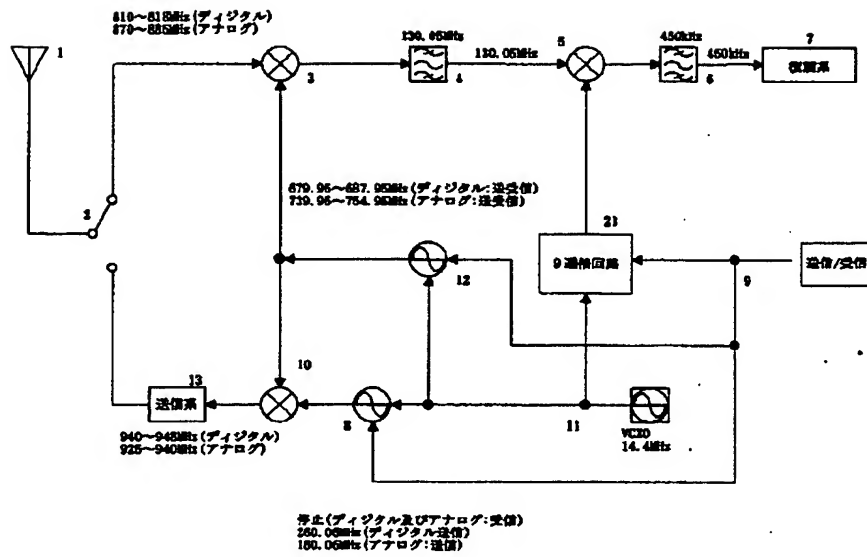 810〜818MHz(ディジタル)
870〜885MHz(アナログ)
1
2
3
130.05MHz
4
130.05MHz
5
450kHz
6
450kHz
7
復調系
679.95〜687.95MHz(ディジタル:送受信)
739.95〜754.95MHz(アナログ:送受信)
23
9逓倍回路
12
9
送信/受信
10
13
送信系
8
11
VCXO
14.4MHz
940〜948MHz(ディジタル)
925〜940MHz(アナログ)
停止(ディジタル及びアナログ:受信)
260.05MHz(ディジタル送信)
(アナログ:送信)